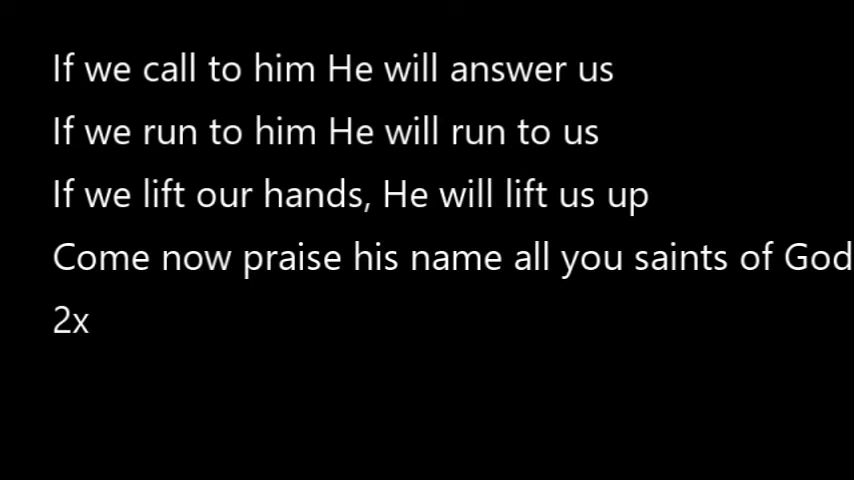 If we call to him He will answer us
If we run to him He will run to us
If we lift our hands, He will lift us up
Come now praise his name all you saints of God
2x